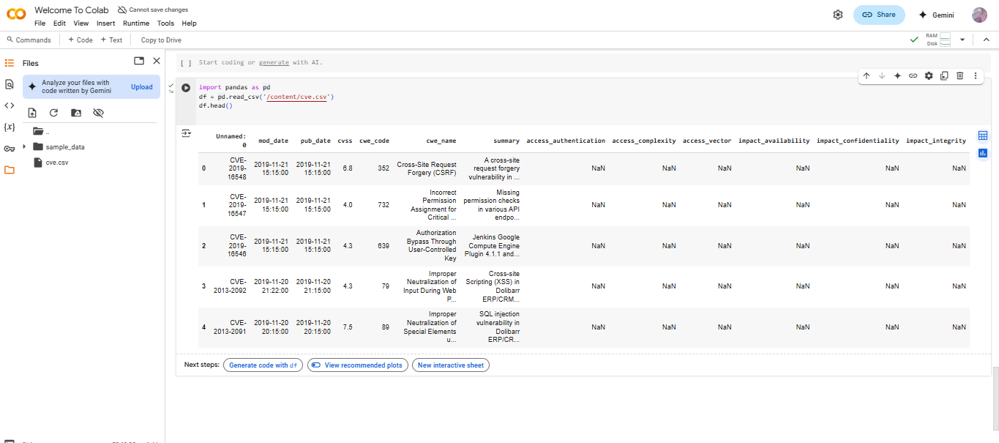 Welcome To Colab Cannot save changes
File Edit View Insert Runtime Tools Help
Share
Gemini
Commands + Code + Text Copy to Drive
RAM
Disk
Files
Analyze your files with
code written by Gemini
Upload
{x}
..
sample_data
cve.csv
[ ] Start coding or generate with AI.
1s
import pandas as pd
df = pd.read_csv('/content/cve.csv')
df.head()
Unnamed: 0 mod_date pub_date cvss cwe_code cwe_name summary access_authentication access_complexity access_vector impact_availability impact_confidentiality impact_integrity
0 CVE-2019-16548 2019-11-21 15:15:00 2019-11-21 15:15:00 6.8 352 Cross-Site Request Forgery (CSRF) A cross-site request forgery vulnerability in ... NaN NaN NaN NaN NaN NaN
1 CVE-2019-16547 2019-11-21 15:15:00 2019-11-21 15:15:00 4.0 732 Incorrect Permission Assignment for Critical ... Missing permission checks in various API endpo... NaN NaN NaN NaN NaN NaN
2 CVE-2019-16546 2019-11-21 15:15:00 2019-11-21 15:15:00 4.3 639 Authorization Bypass Through User-Controlled Key Jenkins Google Compute Engine Plugin 4.1.1 and... NaN NaN NaN NaN NaN NaN
3 CVE-2013-2092 2019-11-20 21:22:00 2019-11-20 21:15:00 4.3 79 Improper Neutralization of Input During Web P... Cross-site Scripting (XSS) in Dolibarr ERP/CRM... NaN NaN NaN NaN NaN NaN
4 CVE-2013-2091 2019-11-20 20:15:00 2019-11-20 20:15:00 7.5 89 Improper Neutralization of Special Elements u... SQL injection vulnerability in Dolibarr ERP/CR... NaN NaN NaN NaN NaN NaN
Next steps: Generate code with df View recommended plots New interactive sheet